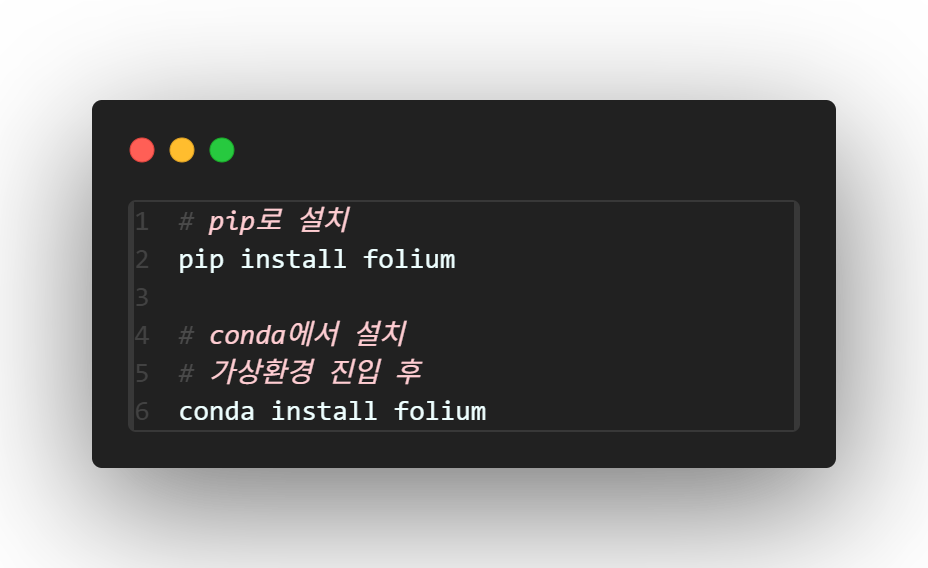 1 # pip로 설치
2 pip install folium
3
4 # conda에서 설치
5 # 가상환경 진입 후
6 conda install folium